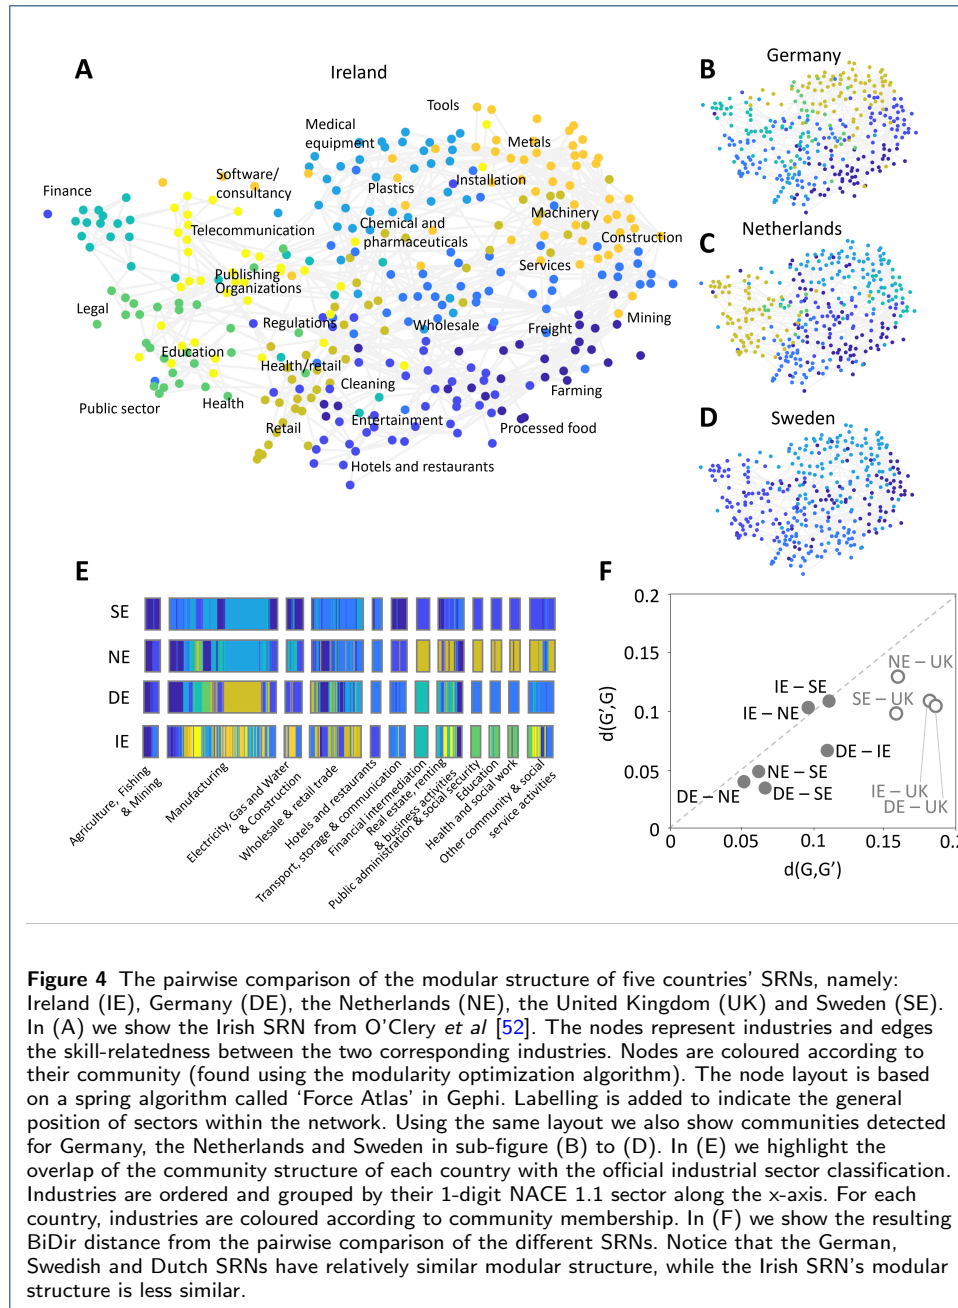 A
Ireland
Tools
Medical
equipment
Metals
Software/
consultancy
Plastics
Installation
Finance
Telecommunication
Chemical and
pharmaceuticals
Machinery
Construction
Services
Publishing
Organizations
Legal
Regulations
Wholesale
Freight
Mining
Education
Health/retail
Cleaning
Farming
Public sector
Health
Retail
Entertainment
Processed food
Hotels and restaurants
B
Germany
C
Netherlands
D
Sweden
E
SE
NE
DE
IE
Agriculture, Fishing
& Mining
Manufacturing
Electricity, Gas and Water
& Construction
Wholesale & retail trade
Hotels and restaurants
Transport, storage & communication
Financial intermediation
Real estate, renting
& business activities
Public administration & social security
Education
Health and social work
Other community & social
service activitiies
F
0.2
0.15
0.1
0.05
0
d(G',G)
NE – UK
IE – SE
SE – UK
IE – NE
DE – IE
NE – SE
IE – UK
DE – NE
DE – SE
DE – UK
0
0.05
0.1
0.15
0.2
d(G,G')
Figure 4 The pairwise comparison of the modular structure of five countries' SRNs, namely:
Ireland (IE), Germany (DE), the Netherlands (NE), the United Kingdom (UK) and Sweden (SE).
In (A) we show the Irish SRN from O'Clery et al [52]. The nodes represent industries and edges
the skill-relatedness between the two corresponding industries. Nodes are coloured according to
their community (found using the modularity optimization algorithm). The node layout is based
on a spring algorithm called 'Force Atlas' in Gephi. Labelling is added to indicate the general
position of sectors within the network. Using the same layout we also show communities detected
for Germany, the Netherlands and Sweden in sub-figure (B) to (D). In (E) we highlight the
overlap of the community structure of each country with the official industrial sector classification.
Industries are ordered and grouped by their 1-digit NACE 1.1 sector along the x-axis. For each
country, industries are coloured according to community membership. In (F) we show the resulting
BiDir distance from the pairwise comparison of the different SRNs. Notice that the German,
Swedish and Dutch SRNs have relatively similar modular structure, while the Irish SRN's modular
structure is less similar.